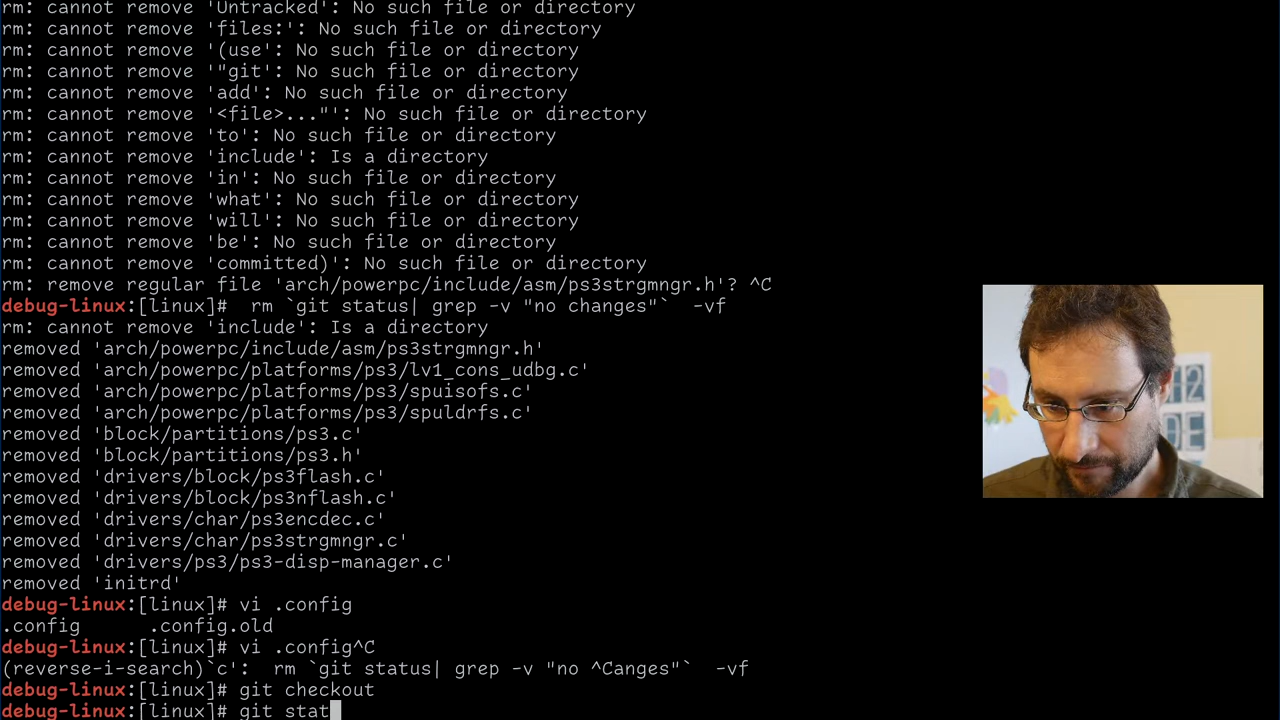 rm: cannot remove 'Untracked': No such file or directory
rm: cannot remove 'files:': No such file or directory
rm: cannot remove '(use': No such file or directory
rm: cannot remove '"git': No such file or directory
rm: cannot remove 'add': No such file or directory
rm: cannot remove '<file>..."': No such file or directory
rm: cannot remove 'to': No such file or directory
rm: cannot remove 'include': Is a directory
rm: cannot remove 'in': No such file or directory
rm: cannot remove 'what': No such file or directory
rm: cannot remove 'will': No such file or directory
rm: cannot remove 'be': No such file or directory
rm: cannot remove 'committed)': No such file or directory
rm: remove regular file 'arch/powerpc/include/asm/ps3strgmngr.h'? ^C
debug-linux:[linux]#  rm `git status| grep -v "no changes"`  -vf
rm: cannot remove 'include': Is a directory
removed 'arch/powerpc/include/asm/ps3strgmngr.h'
removed 'arch/powerpc/platforms/ps3/lv1_cons_udbg.c'
removed 'arch/powerpc/platforms/ps3/spuisofs.c'
removed 'arch/powerpc/platforms/ps3/spuldrfs.c'
removed 'block/partitions/ps3.c'
removed 'block/partitions/ps3.h'
removed 'drivers/block/ps3flash.c'
removed 'drivers/block/ps3nflash.c'
removed 'drivers/char/ps3encdec.c'
removed 'drivers/char/ps3strgmngr.c'
removed 'drivers/ps3/ps3-disp-manager.c'
removed 'initrd'
debug-linux:[linux]# vi .config
.config      .config.old
debug-linux:[linux]# vi .config^C
(reverse-i-search)`c':  rm `git status| grep -v "no ^Canges"`  -vf
debug-linux:[linux]# git checkout
debug-linux:[linux]# git stat